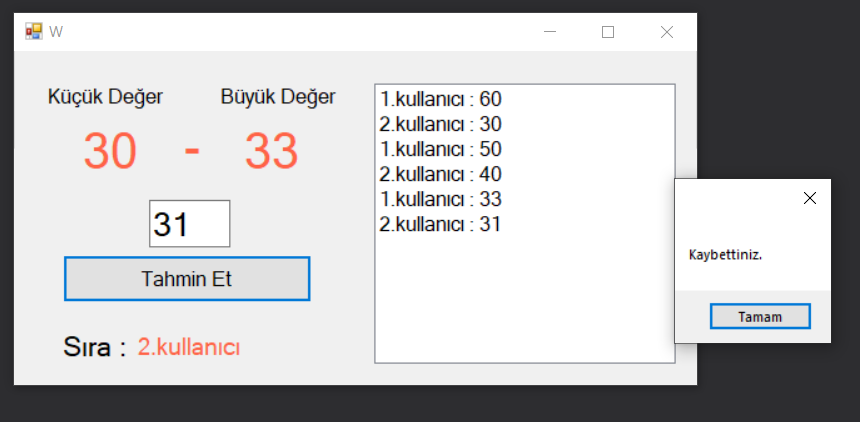 W
Küçük Değer Büyük Değer
30 - 33
31
Tahmin Et
Sıra : 2.kullanıcı
1.kullanıcı : 60
2.kullanıcı : 30
1.kullanıcı : 50
2.kullanıcı : 40
1.kullanıcı : 33
2.kullanıcı : 31
Kaybettiniz.
Tamam